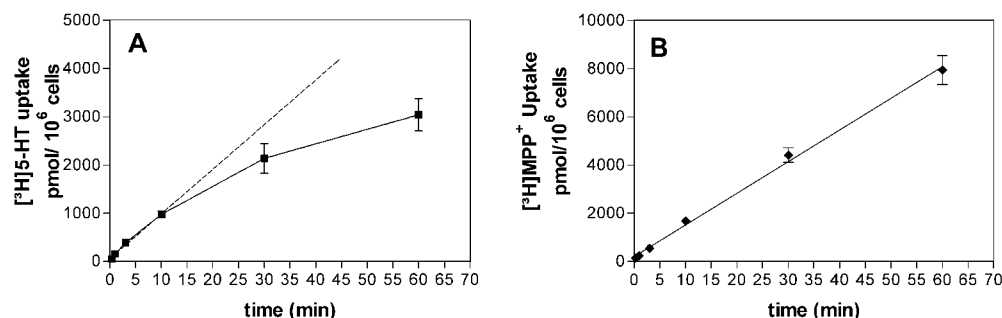 A
[³H]5-HT uptake
pmol/ 10⁶ cells
5000
4000
3000
2000
1000
0
0 5 10 15 20 25 30 35 40 45 50 55 60 65 70
time (min)
B
[³H]MPP⁺ Uptake
pmol/10⁶ cells
10000
8000
6000
4000
2000
0
0 5 10 15 20 25 30 35 40 45 50 55 60 65 70
time (min)